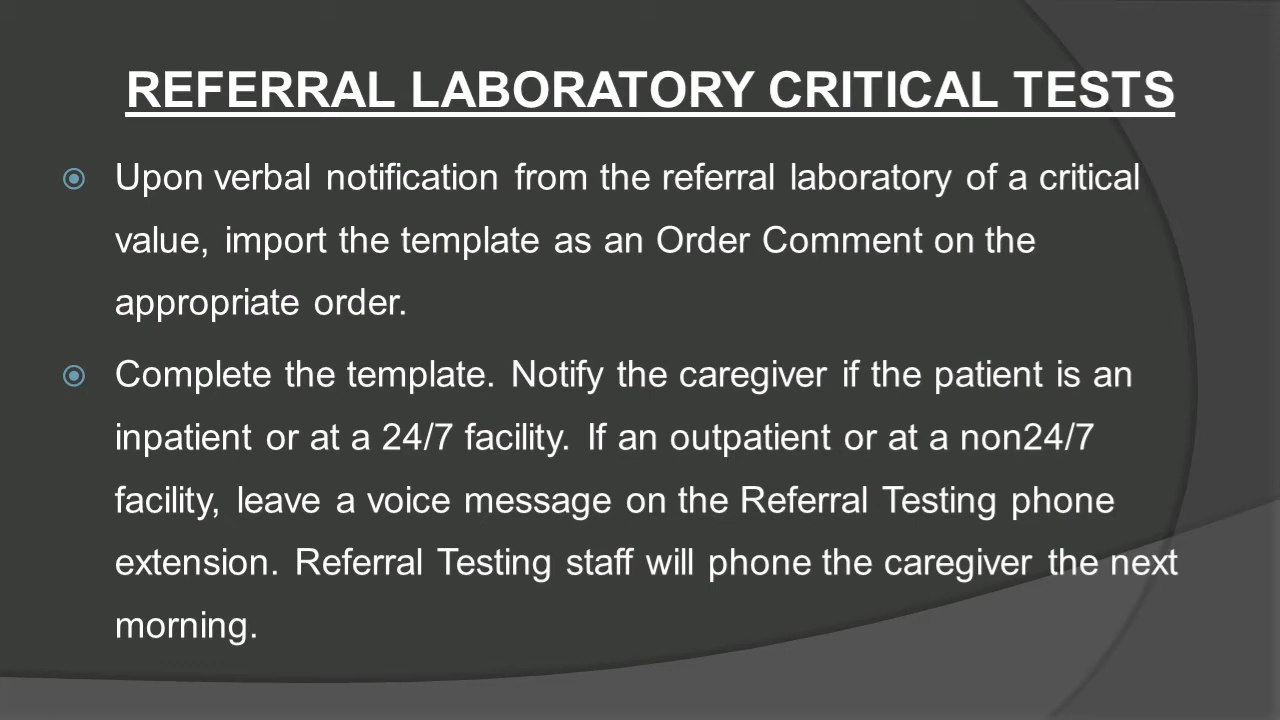 REFERRAL LABORATORY CRITICAL TESTS
Upon verbal notification from the referral laboratory of a critical
value, import the template as an Order Comment on the
appropriate order.
Complete the template. Notify the caregiver if the patient is an
inpatient or at a 24/7 facility. If an outpatient or at a non24/7
facility, leave a voice message on the Referral Testing phone
extension. Referral Testing staff will phone the caregiver the next
morning.